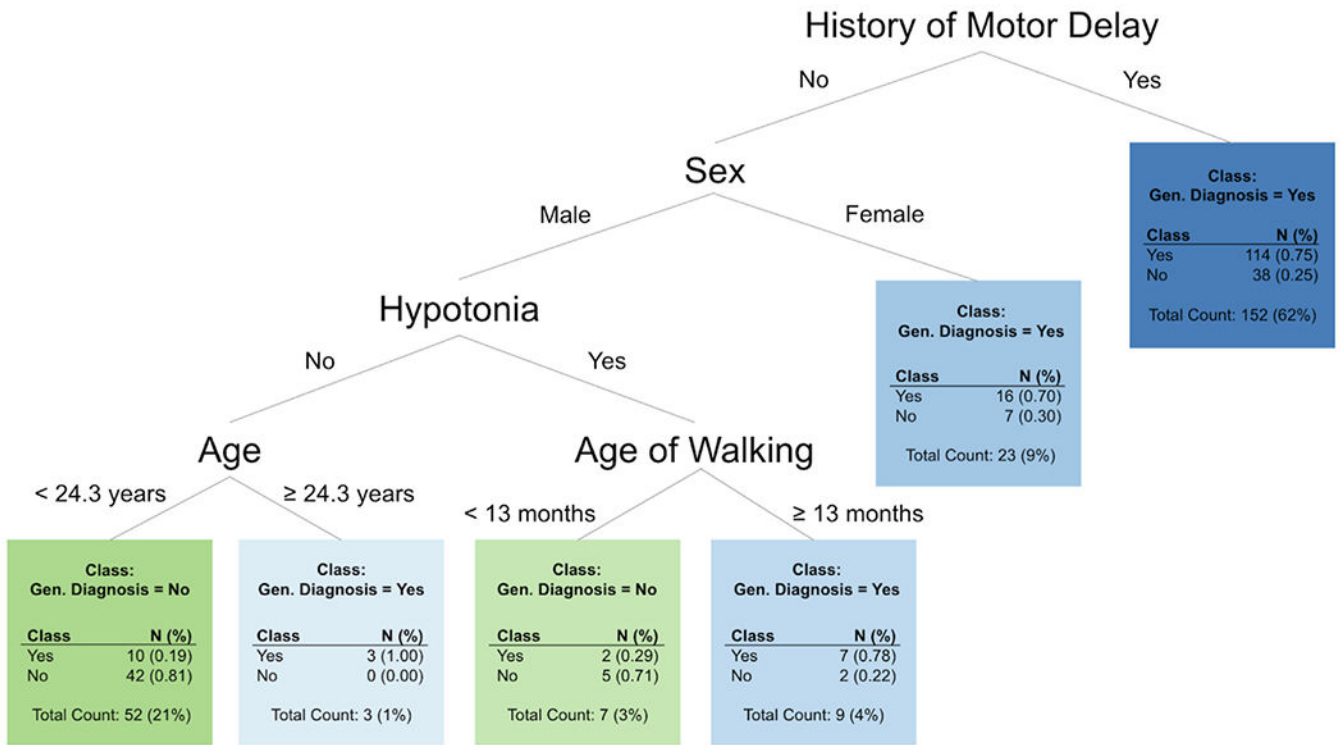 History of Motor Delay
No
Yes
Sex
Class:
Gen. Diagnosis = Yes
Class N (%)
Yes 114 (0.75)
No 38 (0.25)
Total Count: 152 (62%)
Male
Female
Hypotonia
Class:
Gen. Diagnosis = Yes
Class N (%)
Yes 16 (0.70)
No 7 (0.30)
Total Count: 23 (9%)
No
Yes
Age
Age of Walking
< 24.3 years
≥ 24.3 years
< 13 months
≥ 13 months
Class:
Gen. Diagnosis = No
Class N (%)
Yes 10 (0.19)
No 42 (0.81)
Total Count: 52 (21%)
Class:
Gen. Diagnosis = Yes
Class N (%)
Yes 3 (1.00)
No 0 (0.00)
Total Count: 3 (1%)
Class:
Gen. Diagnosis = No
Class N (%)
Yes 2 (0.29)
No 5 (0.71)
Total Count: 7 (3%)
Class:
Gen. Diagnosis = Yes
Class N (%)
Yes 7 (0.78)
No 2 (0.22)
Total Count: 9 (4%)